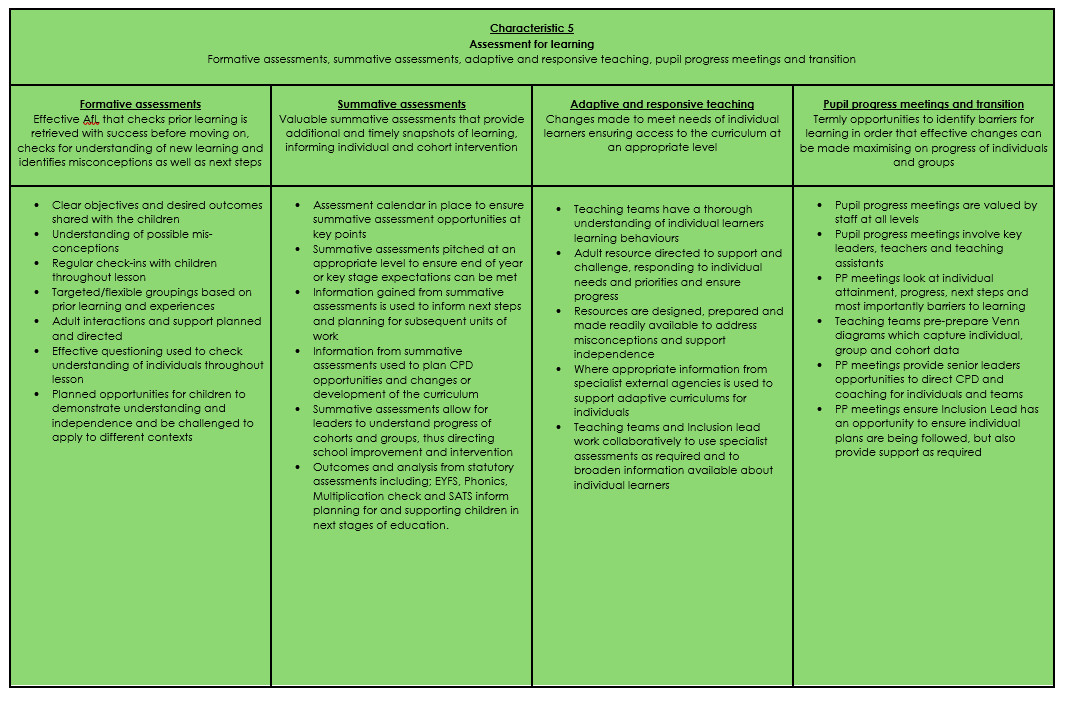 Characteristic 5
Assessment for learning
Formative assessments, summative assessments, adaptive and responsive teaching, pupil progress meetings and transition
Formative assessments
Effective AfL that checks prior learning is
retrieved with success before moving on,
checks for understanding of new learning and
identifies misconceptions as well as next steps
Summative assessments
Valuable summative assessments that provide
additional and timely snapshots of learning,
informing individual and cohort intervention
Adaptive and responsive teaching
Changes made to meet needs of individual
learners ensuring access to the curriculum at
an appropriate level
Pupil progress meetings and transition
Termly opportunities to identify barriers for
learning in order that effective changes can
be made maximising on progress of individuals
and groups
• Clear objectives and desired outcomes
shared with the children
• Understanding of possible mis-
conceptions
• Regular check-ins with children
throughout lesson
• Targeted/flexible groupings based on
prior learning and experiences
• Adult interactions and support planned
and directed
• Effective questioning used to check
understanding of individuals throughout
lesson
• Planned opportunities for children to
demonstrate understanding and
independence and be challenged to
apply to different contexts
• Assessment calendar in place to ensure
summative assessment opportunities at
key points
• Summative assessments pitched at an
appropriate level to ensure end of year
or key stage expectations can be met
• Information gained from summative
assessments is used to inform next steps
and planning for subsequent units of
work
• Information from summative
assessments used to plan CPD
opportunities and changes or
development of the curriculum
• Summative assessments allow for
leaders to understand progress of
cohorts and groups, thus directing
school improvement and intervention
• Outcomes and analysis from statutory
assessments including; EYFS, Phonics,
Multiplication check and SATS inform
planning for and supporting children in
next stages of education.
• Teaching teams have a thorough
understanding of individual learners
learning behaviours
• Adult resource directed to support and
challenge, responding to individual
needs and priorities and ensure
progress
• Resources are designed, prepared and
made readily available to address
misconceptions and support
independence
• Where appropriate information from
specialist external agencies is used to
support adaptive curriculums for
individuals
• Teaching teams and Inclusion lead
work collaboratively to use specialist
assessments as required and to
broaden information available about
individual learners
• Pupil progress meetings are valued by
staff at all levels
• Pupil progress meetings involve key
leaders, teachers and teaching
assistants
• PP meetings look at individual
attainment, progress, next steps and
most importantly barriers to learning
• Teaching teams pre-prepare Venn
diagrams which capture individual,
group and cohort data
• PP meetings provide senior leaders
opportunities to direct CPD and
coaching for individuals and teams
• PP meetings ensure Inclusion Lead has
an opportunity to ensure individual
plans are being followed, but also
provide support as required